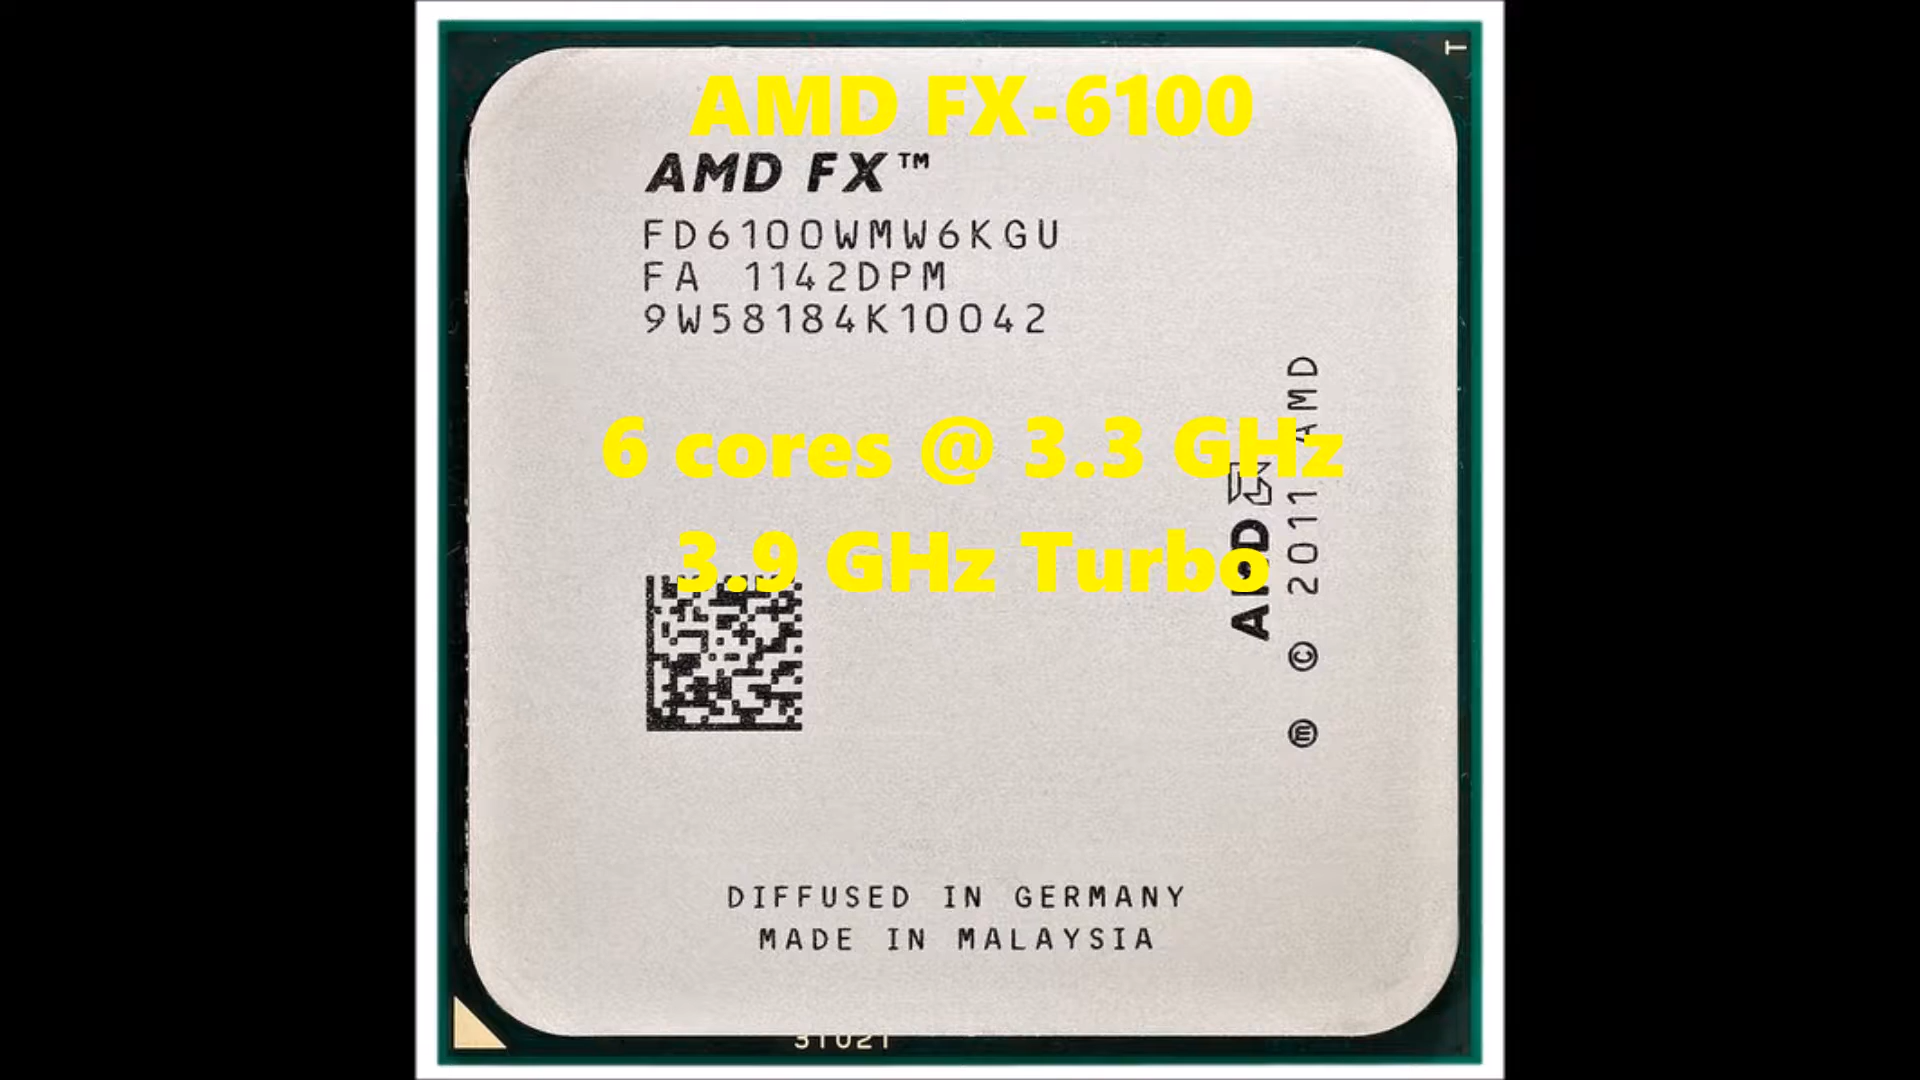 AMD FX-6100
AMD FX™
FD6100WMW6KGU
FA 1142DPM
9W58184K10042
6 cores @ 3.3 GHz
3.9 GHz Turbo
AMD
ⓜ © 2011 AMD
DIFFUSED IN GERMANY
MADE IN MALAYSIA